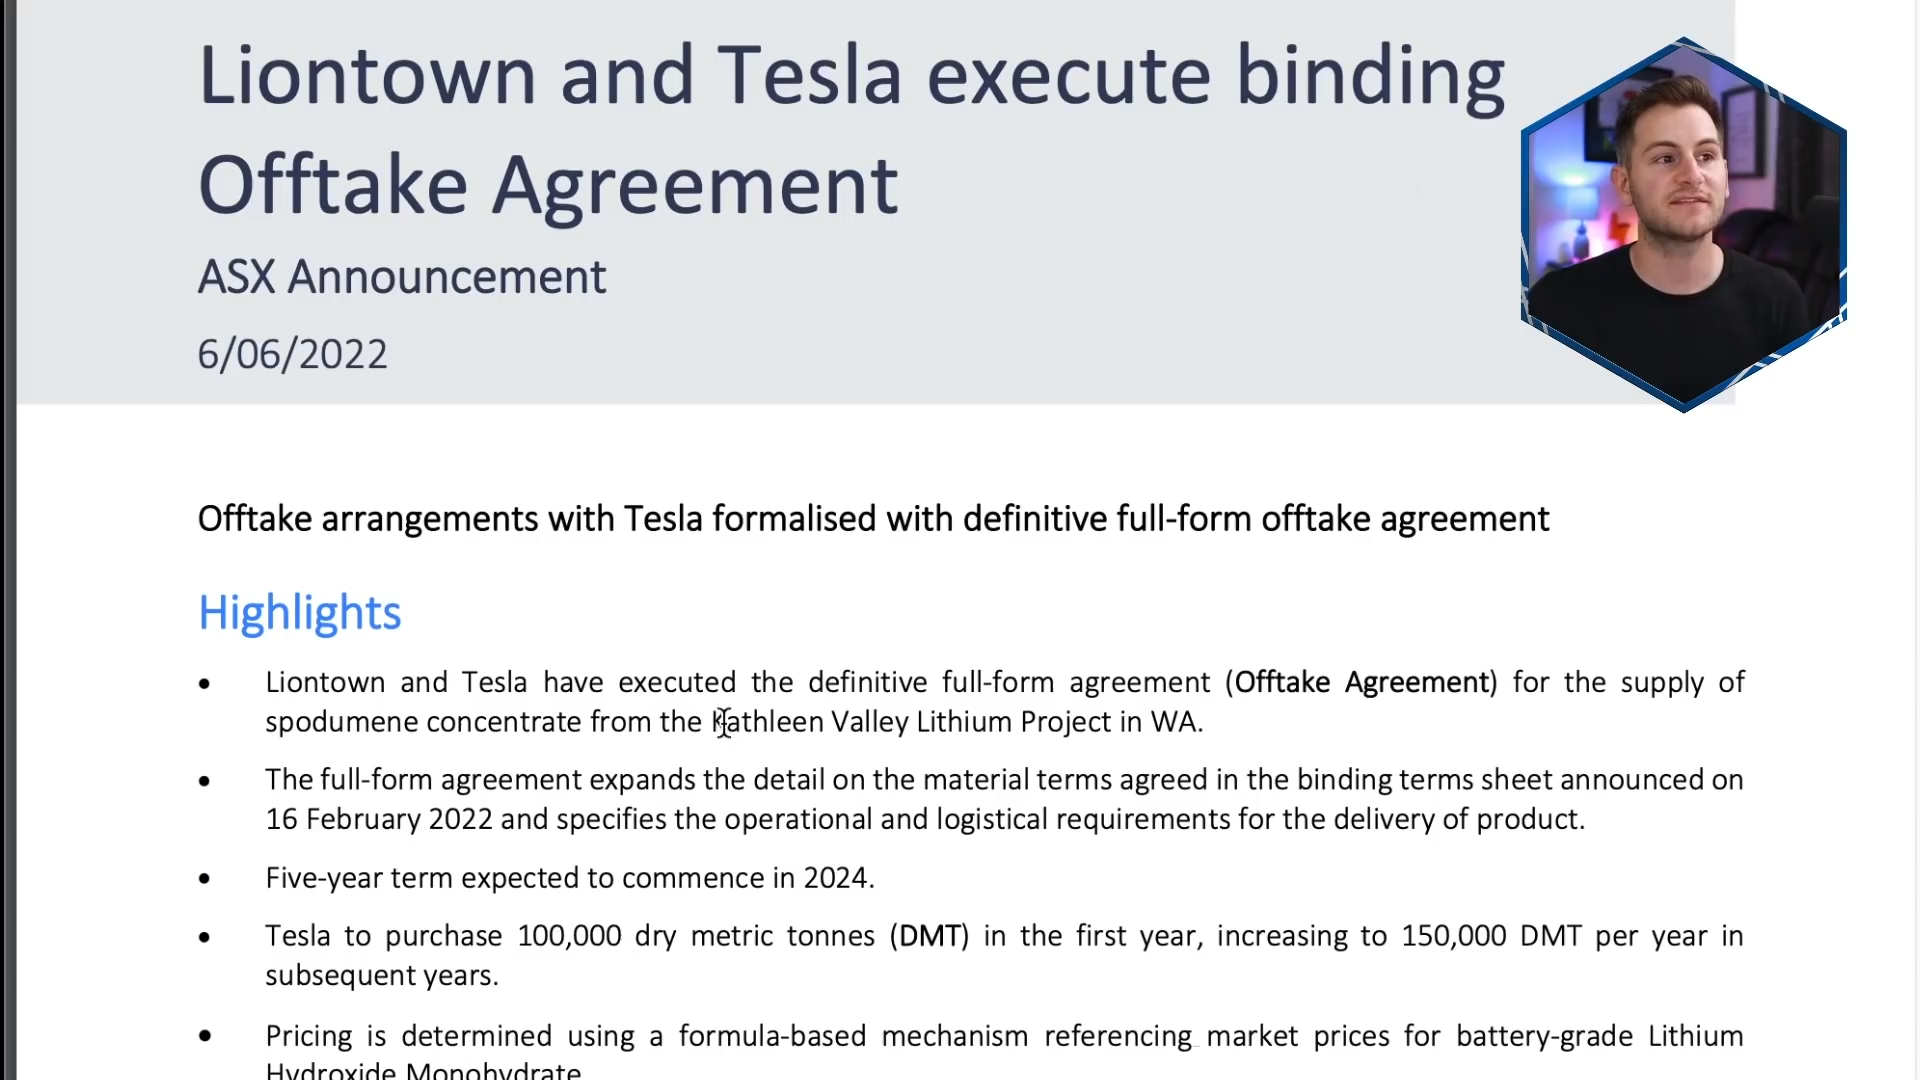 Liontown and Tesla execute binding
Offtake Agreement
ASX Announcement
6/06/2022
Offtake arrangements with Tesla formalised with definitive full-form offtake agreement
Highlights
• Liontown and Tesla have executed the definitive full-form agreement (Offtake Agreement) for the supply of
spodumene concentrate from the Kathleen Valley Lithium Project in WA.
• The full-form agreement expands the detail on the material terms agreed in the binding terms sheet announced on
16 February 2022 and specifies the operational and logistical requirements for the delivery of product.
• Five-year term expected to commence in 2024.
• Tesla to purchase 100,000 dry metric tonnes (DMT) in the first year, increasing to 150,000 DMT per year in
subsequent years.
• Pricing is determined using a formula-based mechanism referencing market prices for battery-grade Lithium
Hydroxide Monohydrate